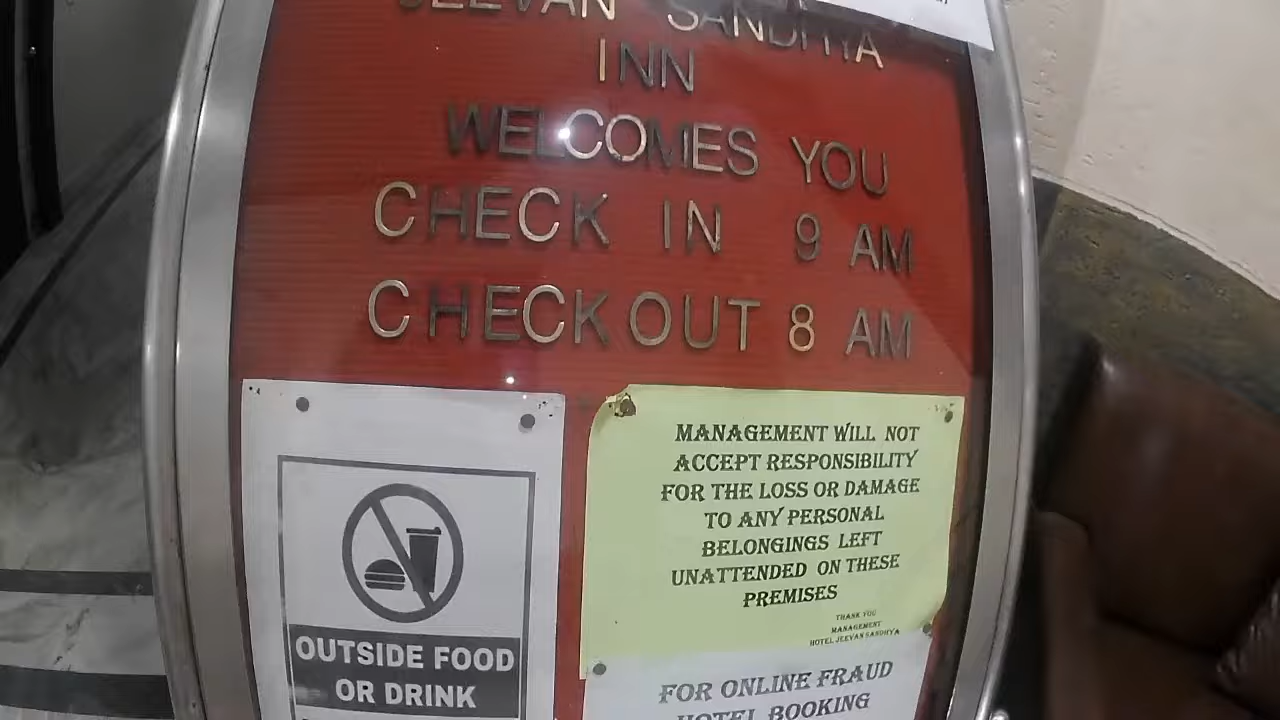 JEEVAN SANDHYA
INN
WELCOMES YOU
CHECK IN 9 AM
CHECKOUT 8 AM
OUTSIDE FOOD
OR DRINK
MANAGEMENT WILL NOT
ACCEPT RESPONSIBILITY
FOR THE LOSS OR DAMAGE
TO ANY PERSONAL
BELONGINGS LEFT
UNATTENDED ON THESE
PREMISES
THANK YOU
MANAGEMENT
HOTEL JEEVAN SANDHYA
FOR ONLINE FRAUD
HOTEL BOOKING